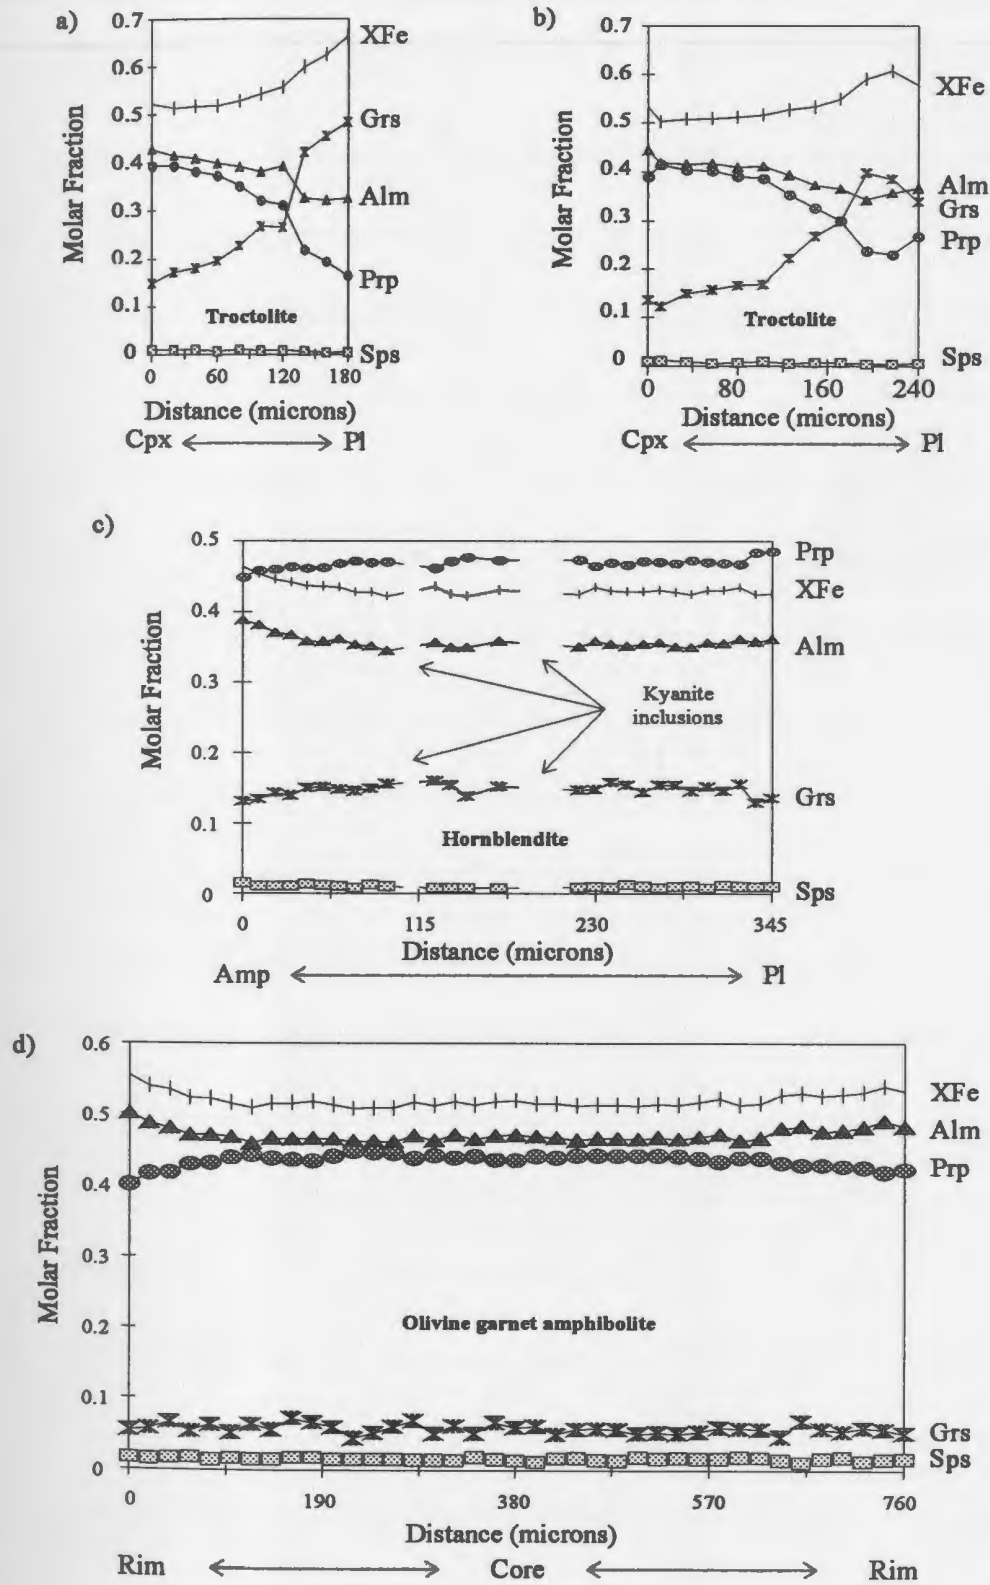 a)
0.7
0.6
0.5
0.4
0.3
0.2
0.1
0
Molar Fraction
XFe
Grs
Alm
Prp
Sps
Troctolite
0 60 120 180
Distance (microns)
Cpx Pl
b)
0.7
0.6
0.5
0.4
0.3
0.2
0.1
0
Molar Fraction
XFe
Alm
Grs
Prp
Sps
Troctolite
0 80 160 240
Distance (microns)
Cpx Pl
c)
0.5
0.4
0.3
0.2
0.1
0
Molar Fraction
Prp
XFe
Alm
Kyanite
inclusions
Grs
Hornblendite
Sps
0 115 230 345
Distance (microns)
Amp Pl
d)
0.6
0.5
0.4
0.3
0.2
0.1
0
Molar Fraction
XFe
Alm
Prp
Olivine garnet amphibolite
Grs
Sps
0 190 380 570 760
Distance (microns)
Rim Core Rim